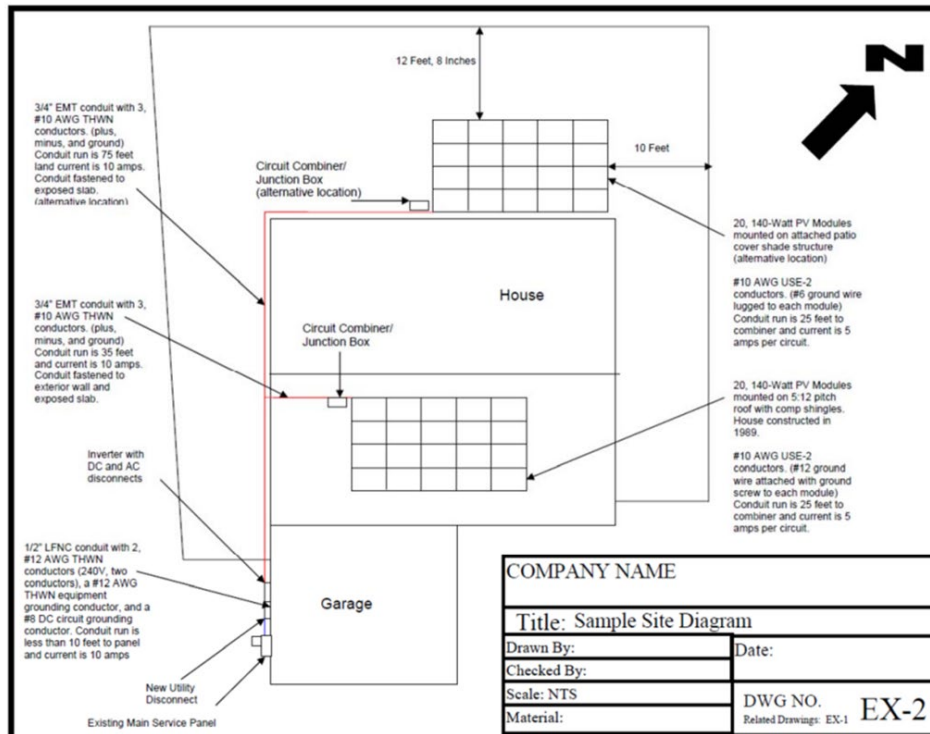 12 Feet, 8 Inches
N
3/4" EMT conduit with 3,
#10 AWG THWN
conductors. (plus,
minus, and ground)
Conduit run is 75 feet
land current is 10 amps.
Conduit fastened to
exposed slab.
(alternative location)
Circuit Combiner/
Junction Box
(alternative location)
10 Feet
20, 140-Watt PV Modules
mounted on attached patio
cover shade structure
(alternative location)
#10 AWG USE-2
conductors. (#6 ground wire
lugged to each module)
Conduit run is 25 feet to
combiner and current is 5
amps per circuit.
House
3/4" EMT conduit with 3,
#10 AWG THWN
conductors. (plus,
minus, and ground)
Conduit run is 35 feet
and current is 10 amps.
Conduit fastened to
exterior wall and
exposed slab.
Circuit Combiner/
Junction Box
20, 140-Watt PV Modules
mounted on 5:12 pitch
roof with comp shingles.
House constructed in
1989.
#10 AWG USE-2
conductors. (#12 ground
wire attached with ground
screw to each module)
Conduit run is 25 feet to
combiner and current is 5
amps per circuit.
Inverter with
DC and AC
disconnects
1/2" LFNC conduit with 2,
#12 AWG THWN
conductors (240V, two
conductors), a #12 AWG
THWN equipment
grounding conductor, and a
#8 DC circuit grounding
conductor. Conduit run is
less than 10 feet to panel
and current is 10 amps
Garage
New Utility
Disconnect
Existing Main Service Panel
COMPANY NAME
Title: Sample Site Diagram
Drawn By:
Date:
Checked By:
Scale: NTS
Material:
DWG NO.
Related Drawings: EX-1
EX-2